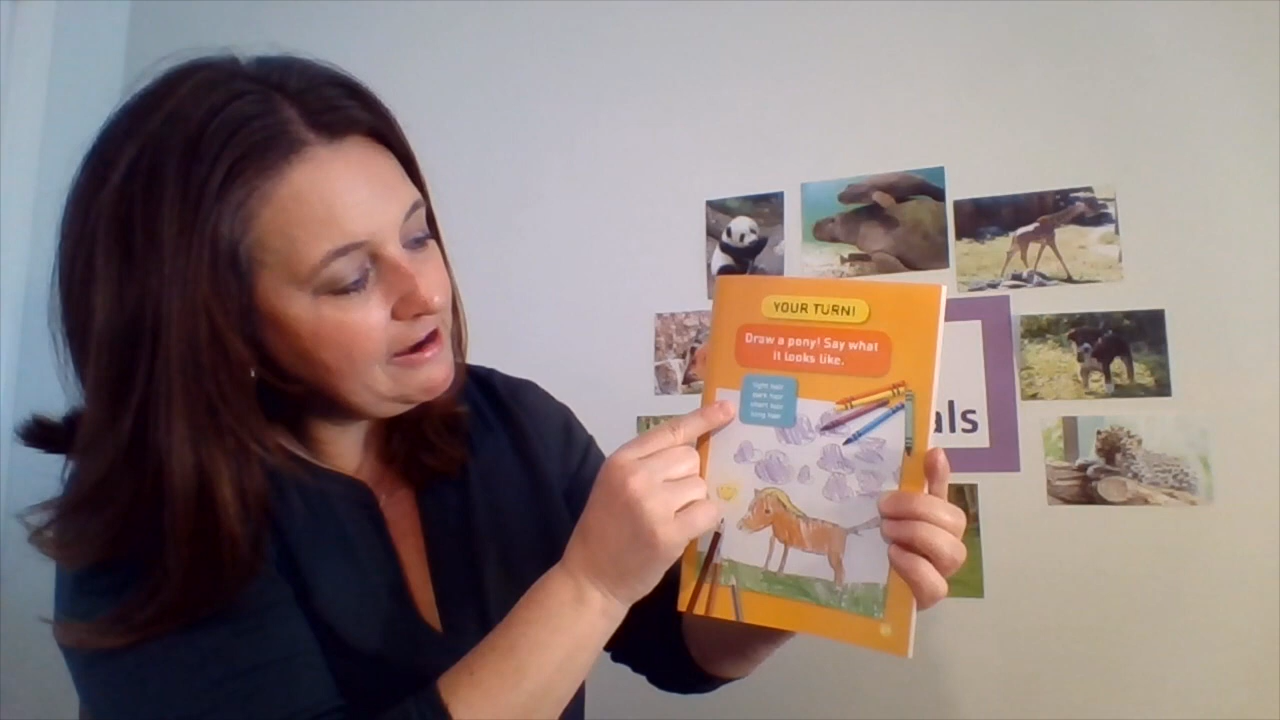 YOUR TURN!
Draw a pony! Say what
it looks like.
light hair
dark hair
short hair
long hair
als